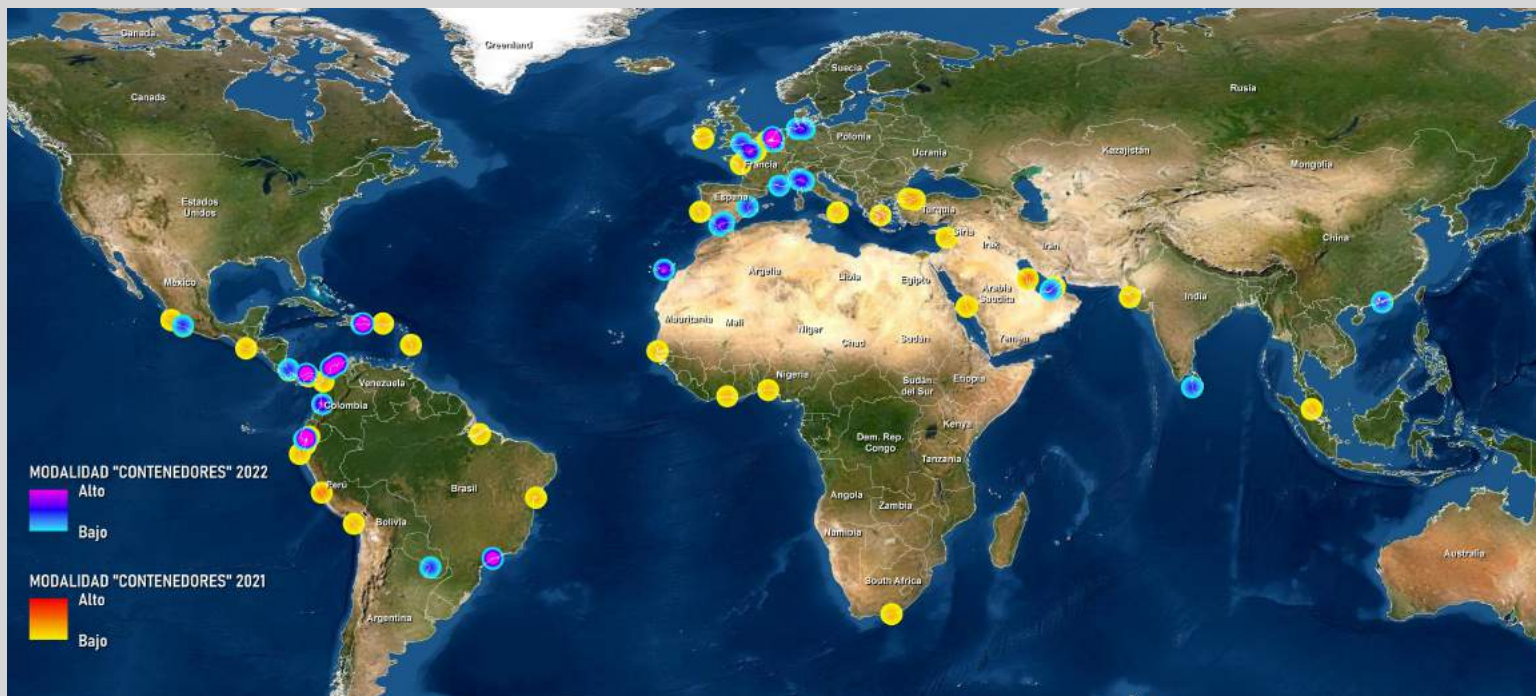 Canada
Greenland
Suecia
Canada
Rusia
Polonia
Ucrania
Kazajistán
Mongolia
Francia
Estados
Unidos
España
Turquía
Siria
Irak
Irán
China
México
Argelia
Libia
Egipto
Arabia
Saudita
India
Mauritania
Mali
Niger
Chad
Sudán
Yemen
Venezuela
Nigeria
Sudán
del Sur
Etiopía
Colombia
Kenya
Dem. Rep.
Congo
Tanzania
MODALIDAD "CONTENEDORES" 2022
Alto
Bajo
Perú
Brasil
Bolivia
Angola
Zambia
Namibia
Australia
MODALIDAD "CONTENEDORES" 2021
Alto
Bajo
South Africa
Argentina